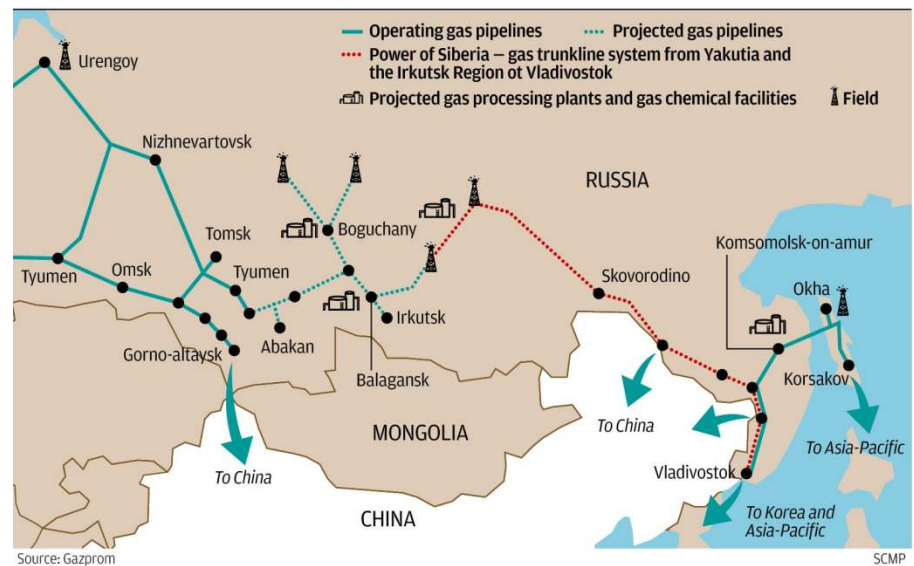 Operating gas pipelines
Projected gas pipelines
Power of Siberia – gas trunkline system from Yakutia and
the Irkutsk Region ot Vladivostok
Projected gas processing plants and gas chemical facilities
Field
Urengoy
Nizhnevartovsk
RUSSIA
Tomsk
Boguchany
Komsomolsk-on-amur
Tyumen
Omsk
Tyumen
Skovorodino
Okha
Gorno-altaysk
Abakan
Irkutsk
Balagansk
Korsakov
MONGOLIA
To China
To China
To Asia-Pacific
Vladivostok
CHINA
To Korea and
Asia-Pacific
Source: Gazprom
SCMP